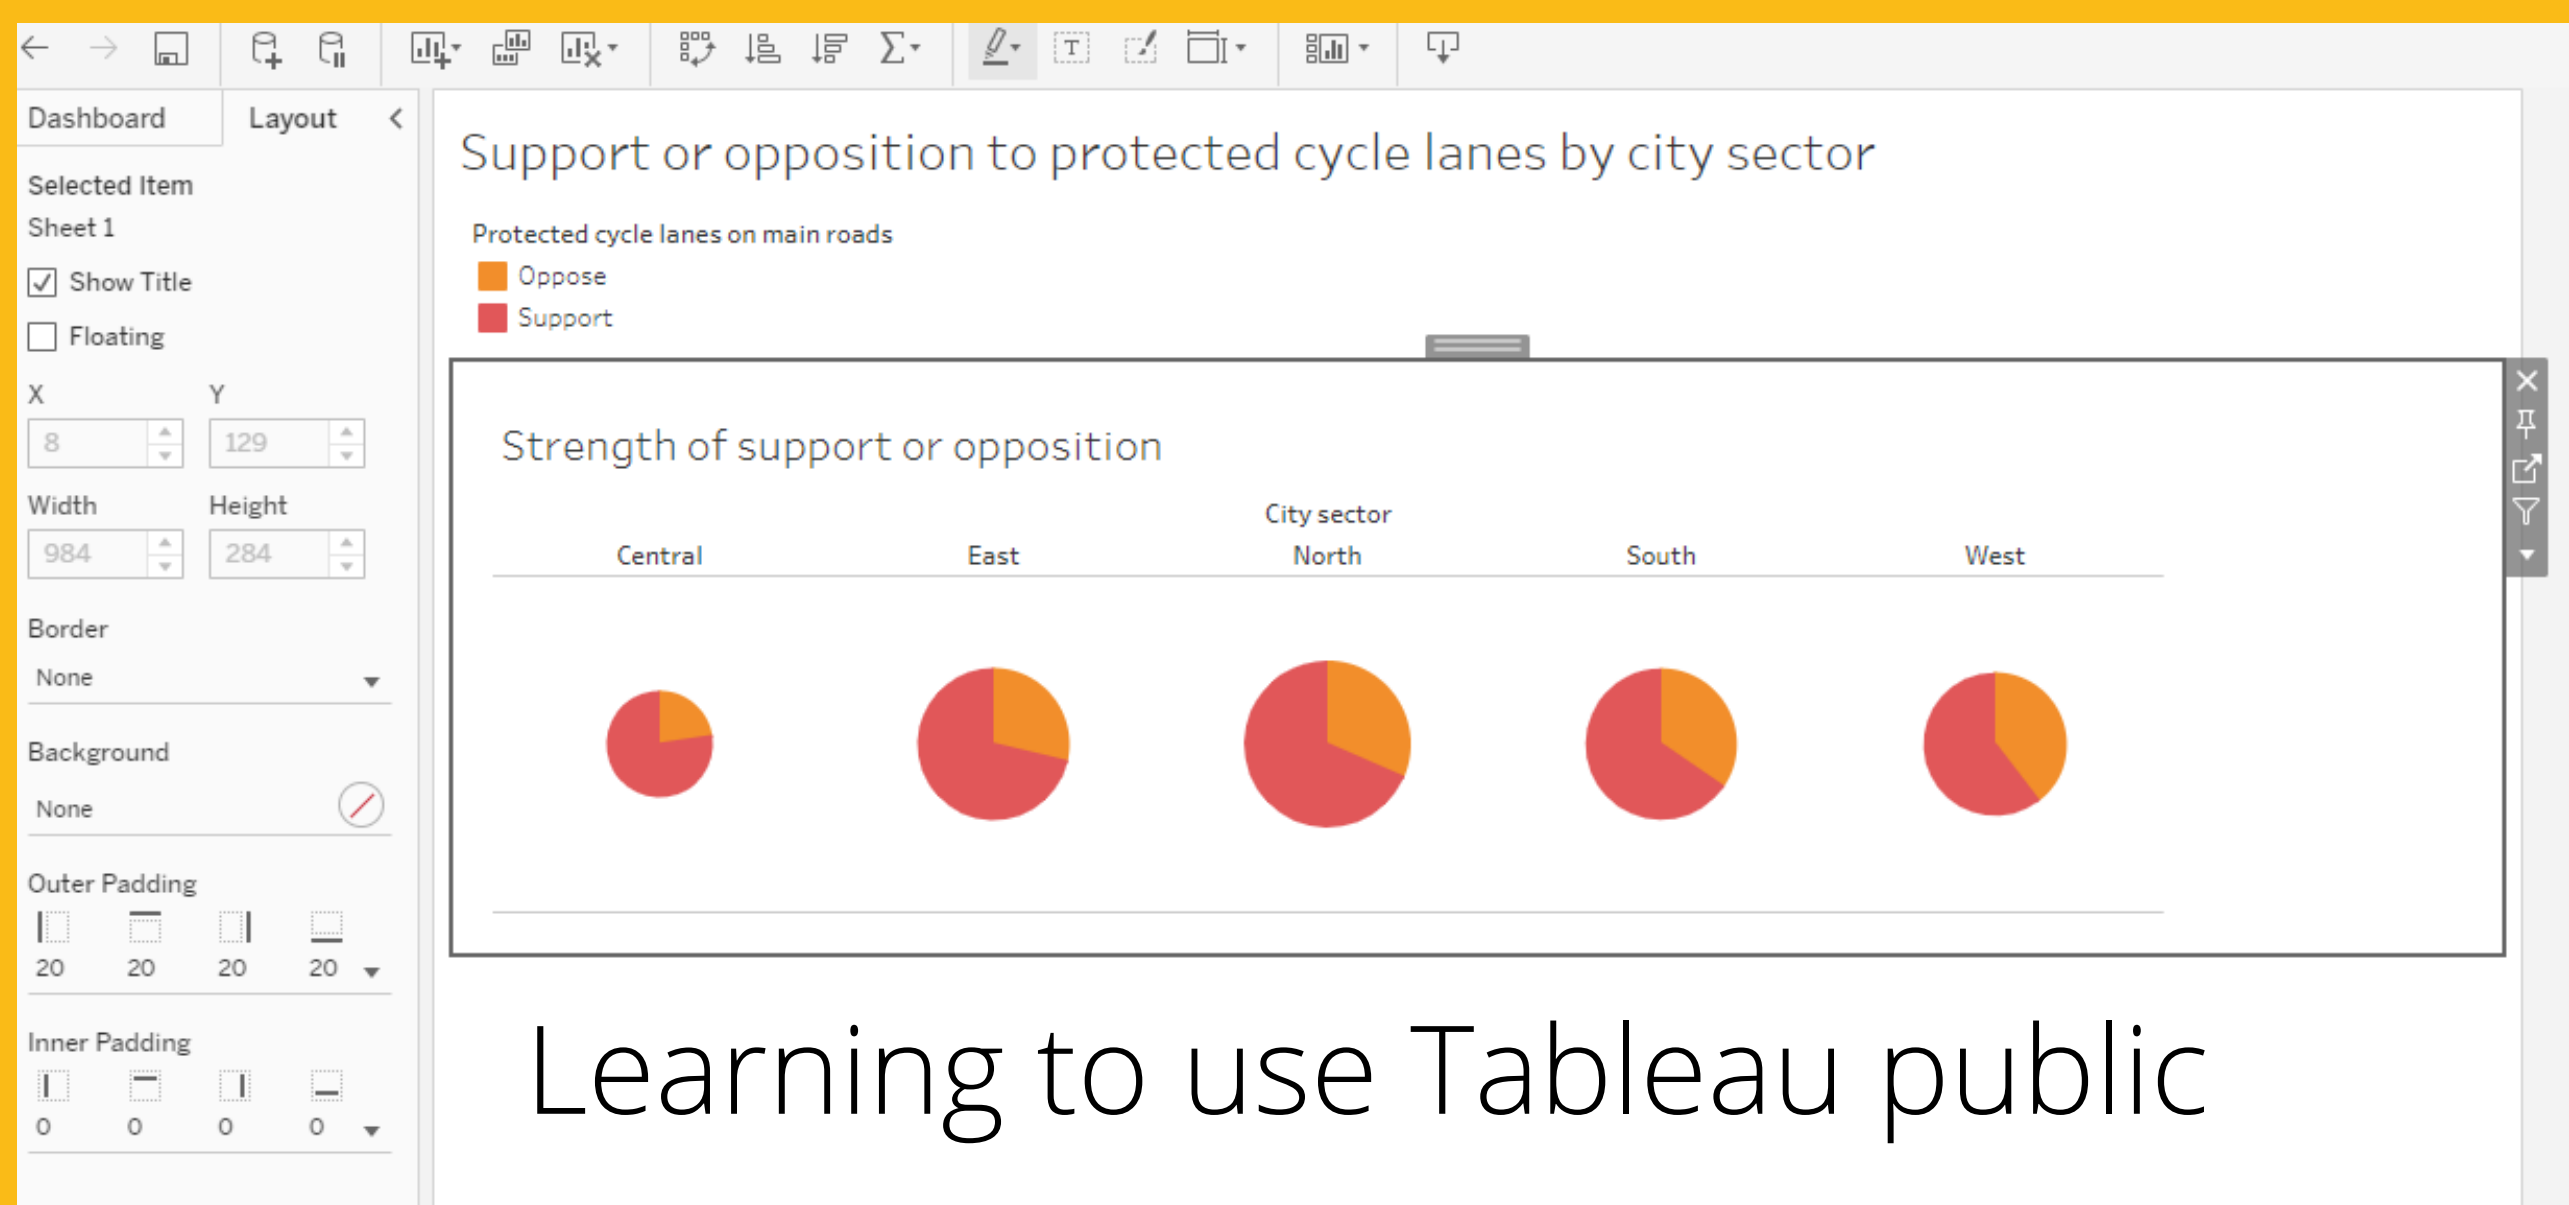 Dashboard
Layout
Selected Item
Sheet 1
Show Title
Floating
X Y
8 129
Width Height
984 284
Border
None
Background
None
Outer Padding
20 20 20 20
Inner Padding
0 0 0 0
Support or opposition to protected cycle lanes by city sector
Protected cycle lanes on main roads
Oppose
Support
Strength of support or opposition
City sector
Central East North South West
Learning to use Tableau public